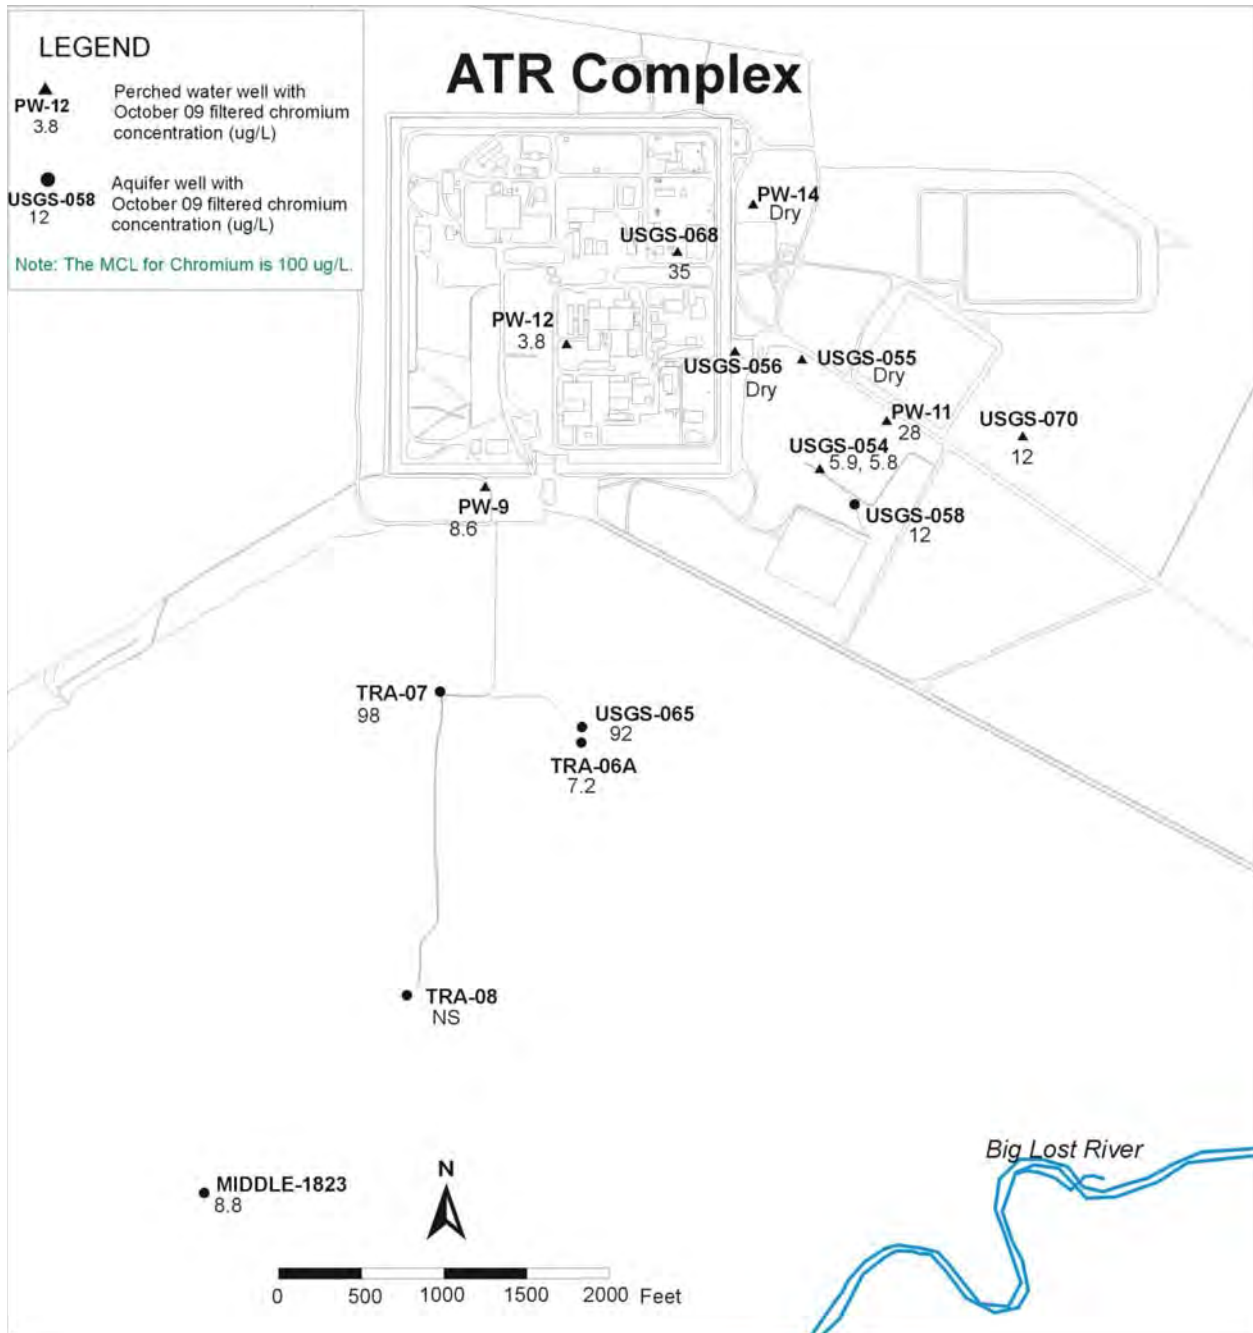 LEGEND
PW-12
3.8
Perched water well with
October 09 filtered chromium
concentration (ug/L)
USGS-058
12
Aquifer well with
October 09 filtered chromium
concentration (ug/L)
Note: The MCL for Chromium is 100 ug/L.
ATR Complex
PW-14
Dry
USGS-068
35
PW-12
3.8
USGS-056
Dry
USGS-055
Dry
PW-11
28
USGS-070
12
USGS-054
5.9, 5.8
USGS-058
12
PW-9
8.6
TRA-07
98
USGS-065
92
TRA-06A
7.2
TRA-08
NS
Big Lost River
MIDDLE-1823
8.8
N
0 500 1000 1500 2000 Feet